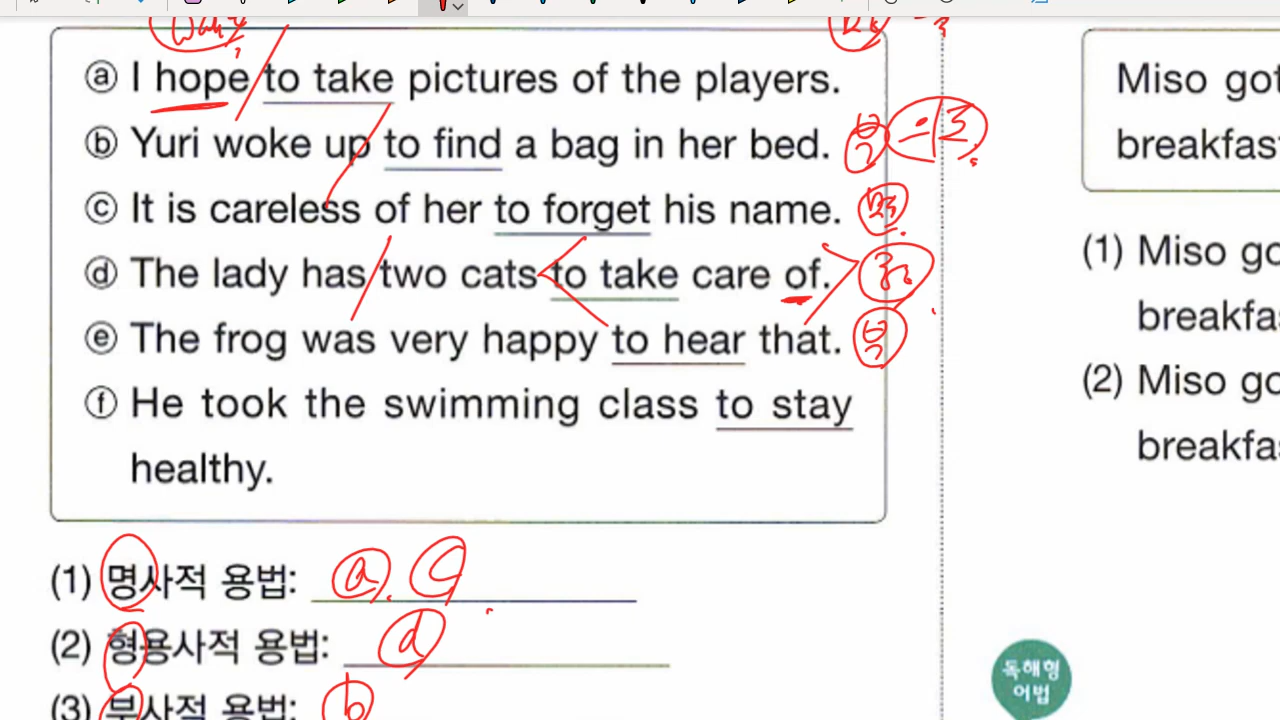 ⓐ I hope to take pictures of the players.
ⓑ Yuri woke up to find a bag in her bed. 부
ⓒ It is careless of her to forget his name. 명
ⓓ The lady has two cats to take care of.
ⓔ The frog was very happy to hear that. 부
ⓕ He took the swimming class to stay
healthy.
(1) 명사적 용법: ⓐ. ⓒ
(2) 형용사적 용법: ⓓ
(3) 부사적 용법: ⓑ
Miso got
breakfas
(1) Miso go
breakfa
(2) Miso go
breakfa
독해형
어법